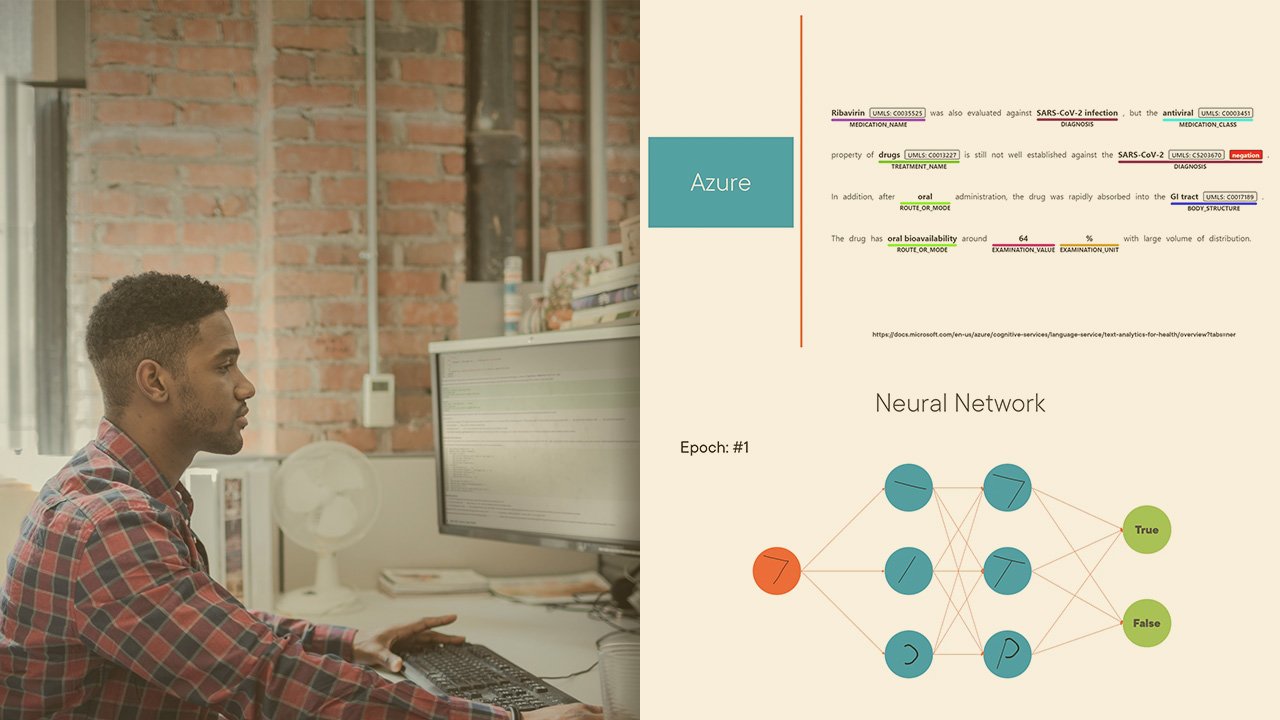 Azure
Ribavirin UMLS: C0035525 was also evaluated against SARS-CoV-2 infection , but the antiviral UMLS: C0003451
MEDICATION_NAME DIAGNOSIS MEDICATION_CLASS
property of drugs UMLS: C0013227 is still not well established against the SARS-CoV-2 UMLS: C5203670 negation .
TREATMENT_NAME DIAGNOSIS
In addition, after oral administration, the drug was rapidly absorbed into the GI tract UMLS: C0017189 .
ROUTE_OR_MODE BODY_STRUCTURE
The drug has oral bioavailability around 64 % with large volume of distribution.
ROUTE_OR_MODE EXAMINATION_VALUE EXAMINATION_UNIT
https://docs.microsoft.com/en-us/azure/cognitive-services/language-service/text-analytics-for-health/overview?tabs=ner
Neural Network
Epoch: #1
True
False